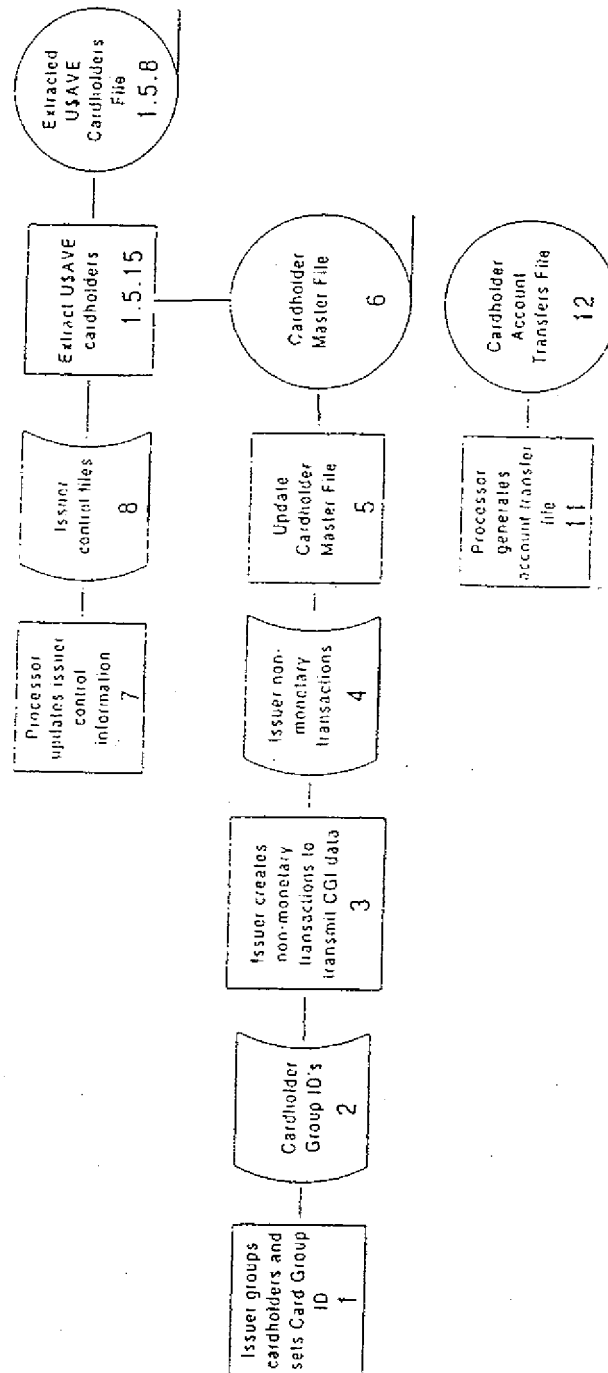 Extracted
U$AVE
Cardholders
File
1.5.8
Extract U$AVE
cardholders
1.5.15
Issuer
control files
8
Processor
updates issuer
control
information
7
Cardholder
Master File
6
Update
Cardholder
Master File
5
Issuer non-
monetary
transactions
4
Issuer creates
non-monetary
transactions to
transmit CGI data
3
Cardholder
Group ID's
2
Issuer groups
cardholders and
sets Card Group
ID
1
Cardholder
Account
Transfers File
12
Processor
generates
account transfer
file
11